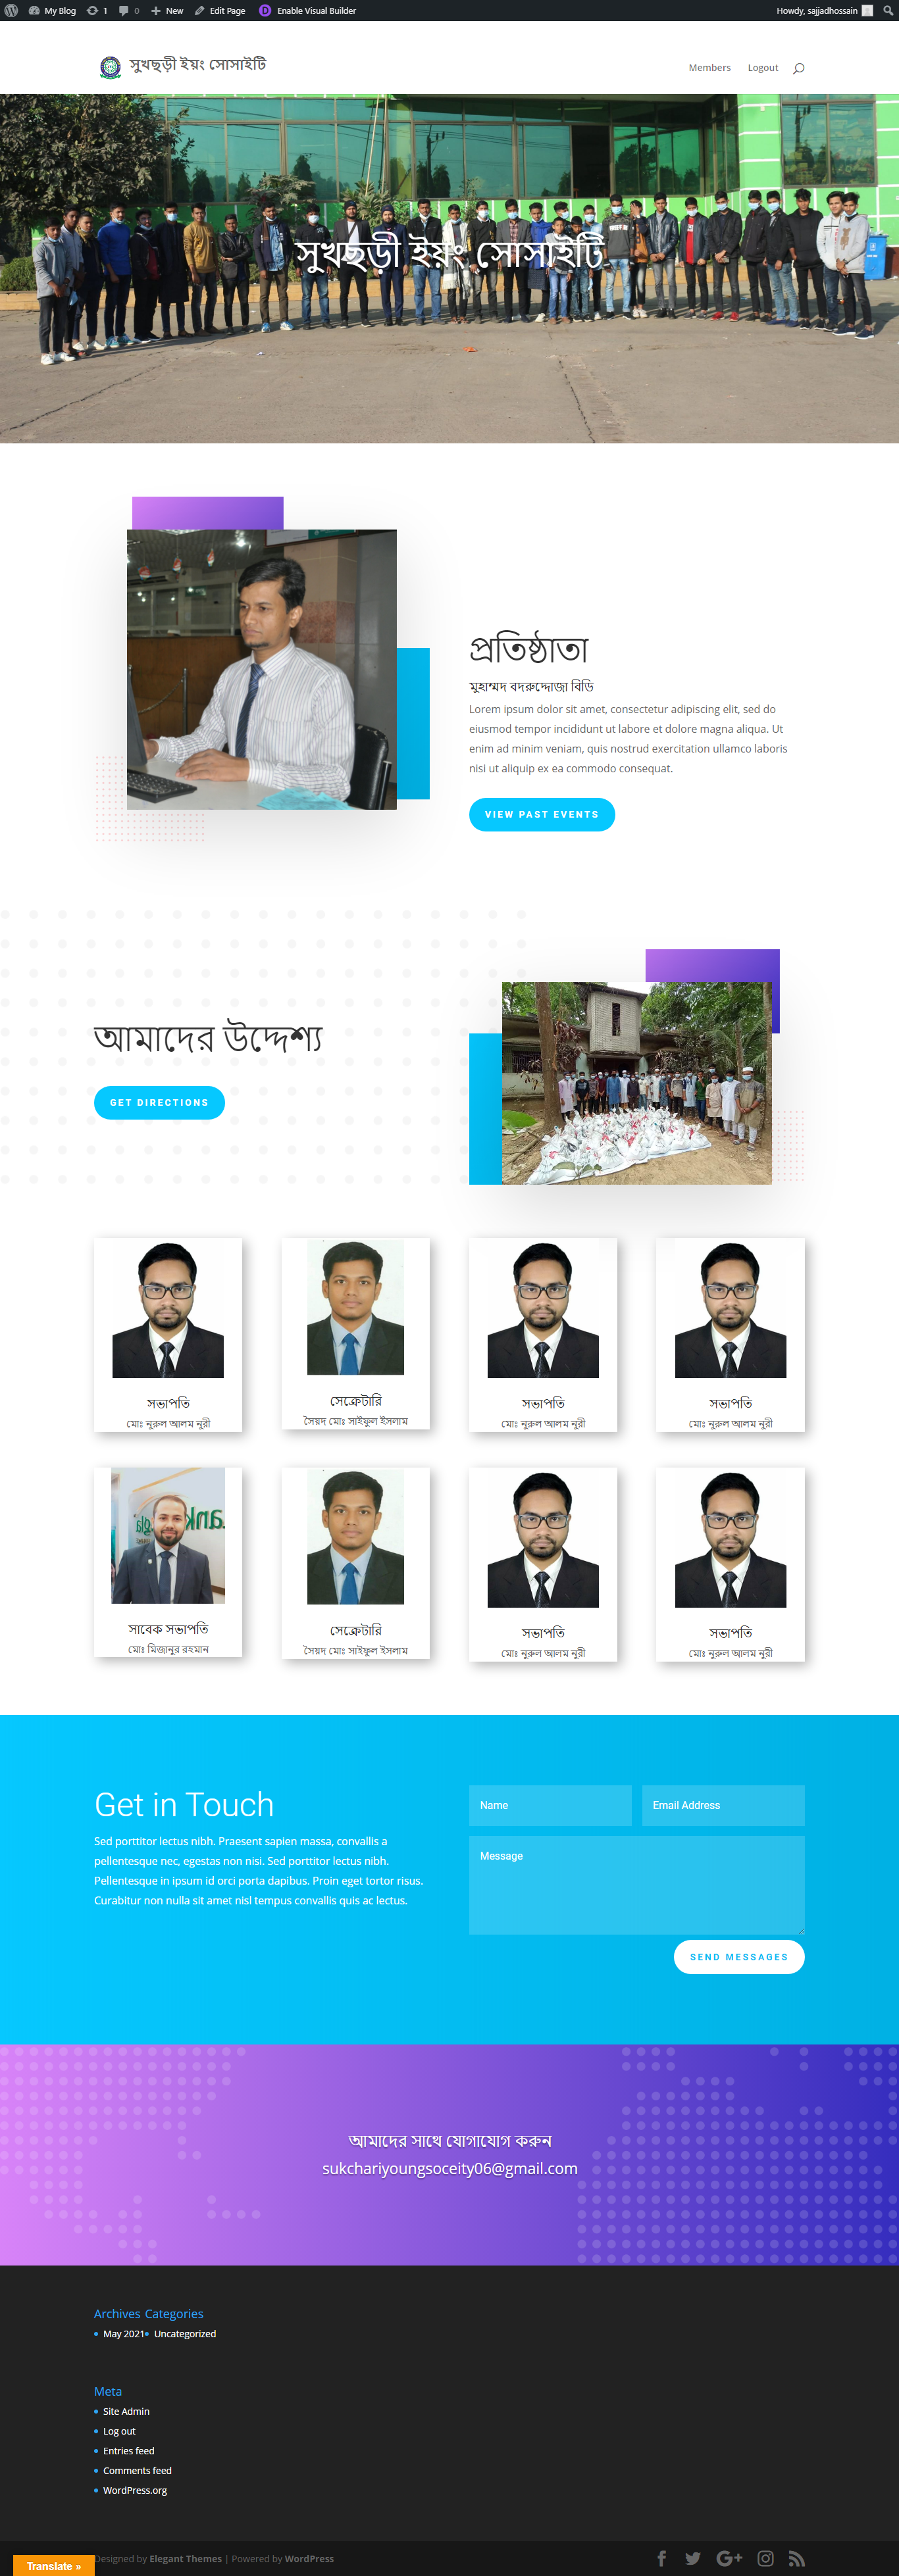 My Blog 1 0 New Edit Page Enable Visual Builder Howdy, sajjadhossain
সুখছড়ী ইয়ং সোসাইটি
Members Logout
সুখছড়ী ইয়ং সোসাইটি
প্রতিষ্ঠাতা
মুহাম্মদ বদরুদ্দোজা বিডি
Lorem ipsum dolor sit amet, consectetur adipiscing elit, sed do
eiusmod tempor incididunt ut labore et dolore magna aliqua. Ut
enim ad minim veniam, quis nostrud exercitation ullamco laboris
nisi ut aliquip ex ea commodo consequat.
VIEW PAST EVENTS
আমাদের উদ্দেশ্য
GET DIRECTIONS
সভাপতি
মোঃ নুরুল আলম নুরী
সেক্রেটারি
সৈয়দ মোঃ সাইফুল ইসলাম
সভাপতি
মোঃ নুরুল আলম নুরী
সভাপতি
মোঃ নুরুল আলম নুরী
সাবেক সভাপতি
মোঃ মিজানুর রহমান
সেক্রেটারি
সৈয়দ মোঃ সাইফুল ইসলাম
সভাপতি
মোঃ নুরুল আলম নুরী
সভাপতি
মোঃ নুরুল আলম নুরী
Get in Touch
Sed porttitor lectus nibh. Praesent sapien massa, convallis a
pellentesque nec, egestas non nisi. Sed porttitor lectus nibh.
Pellentesque in ipsum id orci porta dapibus. Proin eget tortor risus.
Curabitur non nulla sit amet nisl tempus convallis quis ac lectus.
Name
Email Address
Message
SEND MESSAGES
আমাদের সাথে যোগাযোগ করুন
sukchariyoungsoceity06@gmail.com
Archives Categories
May 2021 Uncategorized
Meta
Site Admin
Log out
Entries feed
Comments feed
WordPress.org
Designed by Elegant Themes | Powered by WordPress
Translate »